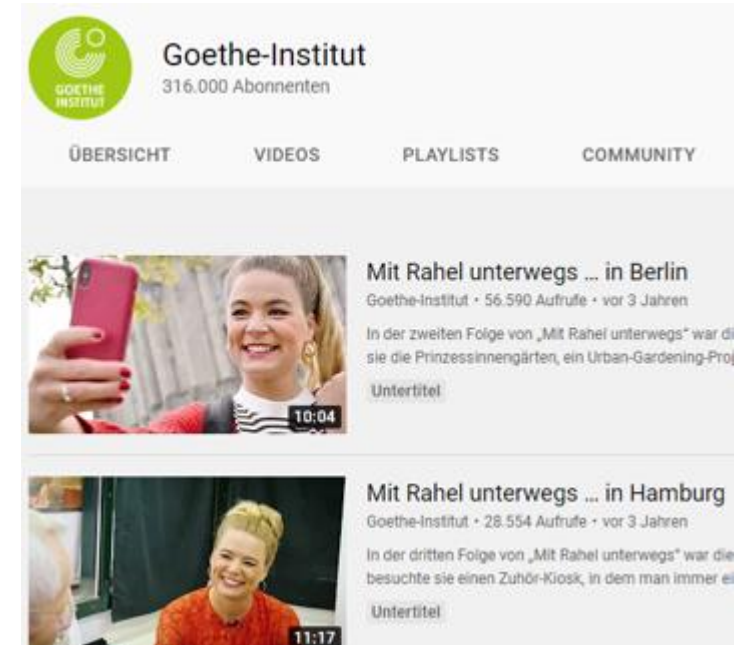 GOETHE
INSTITUT
Goethe-Institut
316.000 Abonnenten
ÜBERSICHT VIDEOS PLAYLISTS COMMUNITY
Mit Rahel unterwegs ... in Berlin
Goethe-Institut • 56.590 Aufrufe • vor 3 Jahren
In der zweiten Folge von „Mit Rahel unterwegs“ war di
sie die Prinzessinnengärten, ein Urban-Gardening-Proj
Untertitel
10:04
Mit Rahel unterwegs ... in Hamburg
Goethe-Institut • 28.554 Aufrufe • vor 3 Jahren
In der dritten Folge von „Mit Rahel unterwegs“ war die
besuchte sie einen Zuhör-Kiosk, in dem man immer ei
Untertitel
11:17